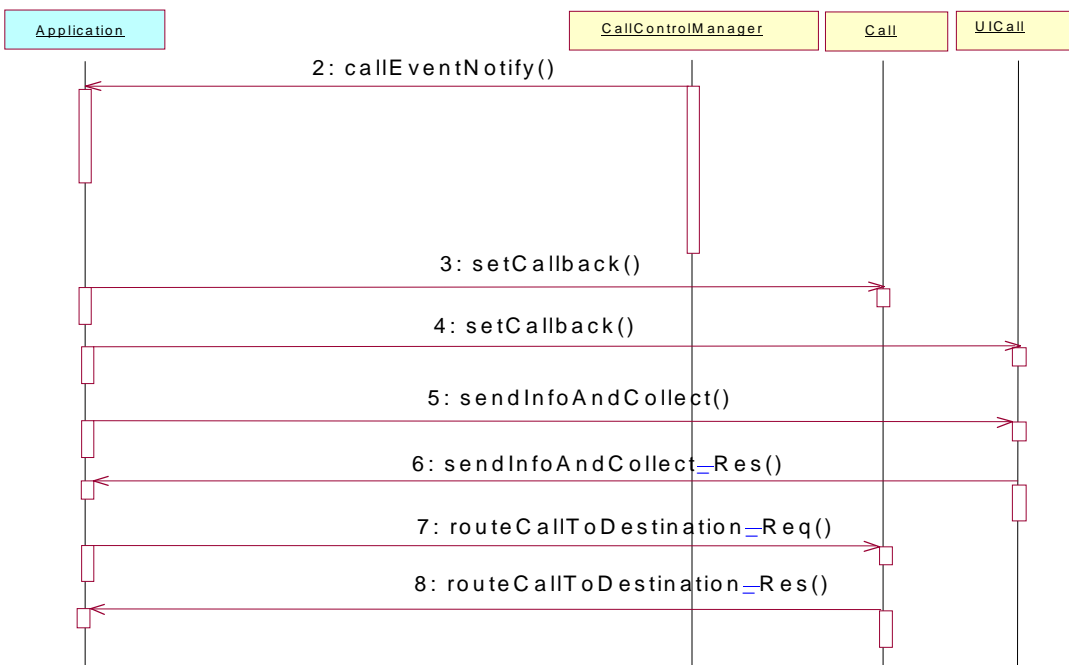 Application
CallControlManager
Call
UICall
2: callEventNotify()
3: setCallback()
4: setCallback()
5: sendInfoAndCollect()
6: sendInfoAndCollect_Res()
7: routeCallToDestination_Req()
8: routeCallToDestination_Res()